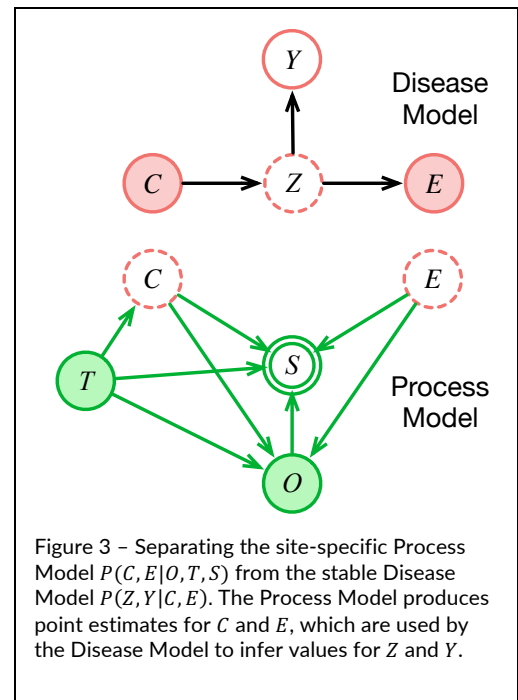 Y
Disease
Model
C
Z
E
C
E
S
T
Process
Model
O
Figure 3 – Separating the site-specific Process
Model P(C, E|O, T, S) from the stable Disease
Model P(Z, Y|C, E). The Process Model produces
point estimates for C and E, which are used by
the Disease Model to infer values for Z and Y.